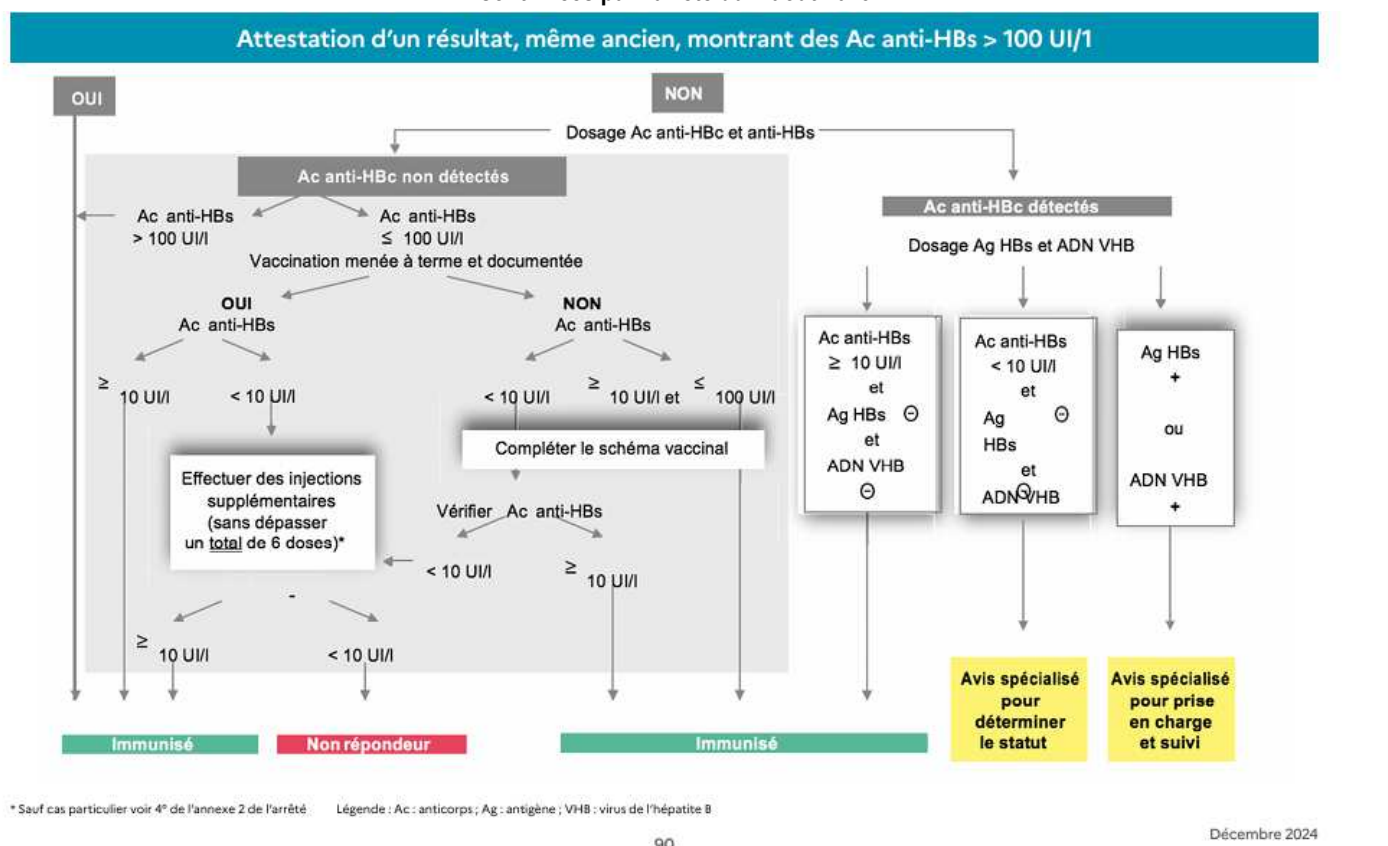 Attestation d'un résultat, même ancien, montrant des Ac anti-HBs > 100 UI/1
OUI
NON
Dosage Ac anti-HBc et anti-HBs
Ac anti-HBc non détectés
Ac anti-HBc détectés
Ac anti-HBs
> 100 UI/l
Ac anti-HBs
≤ 100 UI/l
Dosage Ag HBs et ADN VHB
Vaccination menée à terme et documentée
OUI
Ac anti-HBs
NON
Ac anti-HBs
≥ 10 UI/l
< 10 UI/l
< 10 UI/l
≥ 10 UI/l et
≤ 100 UI/l
Effectuer des injections
supplémentaires
(sans dépasser
un total de 6 doses)*
-
Compléter le schéma vaccinal
Vérifier Ac anti-HBs
< 10 UI/l
≥ 10 UI/l
≥ 10 UI/l
< 10 UI/l
Ac anti-HBs
≥ 10 UI/l
et
Ag HBs ⊖
et
ADN VHB
⊖
Ac anti-HBs
< 10 UI/l
et
Ag ⊖
HBs
et
ADN VHB
⊖
Ag HBs
+
ou
ADN VHB
+
Immunisé
Non répondeur
Immunisé
Avis spécialisé
pour
déterminer
le statut
Avis spécialisé
pour prise
en charge
et suivi
* Sauf cas particulier voir 4° de l'annexe 2 de l'arrêté Légende : Ac : anticorps ; Ag : antigène ; VHB : virus de l'hépatite B
90
Décembre 2024